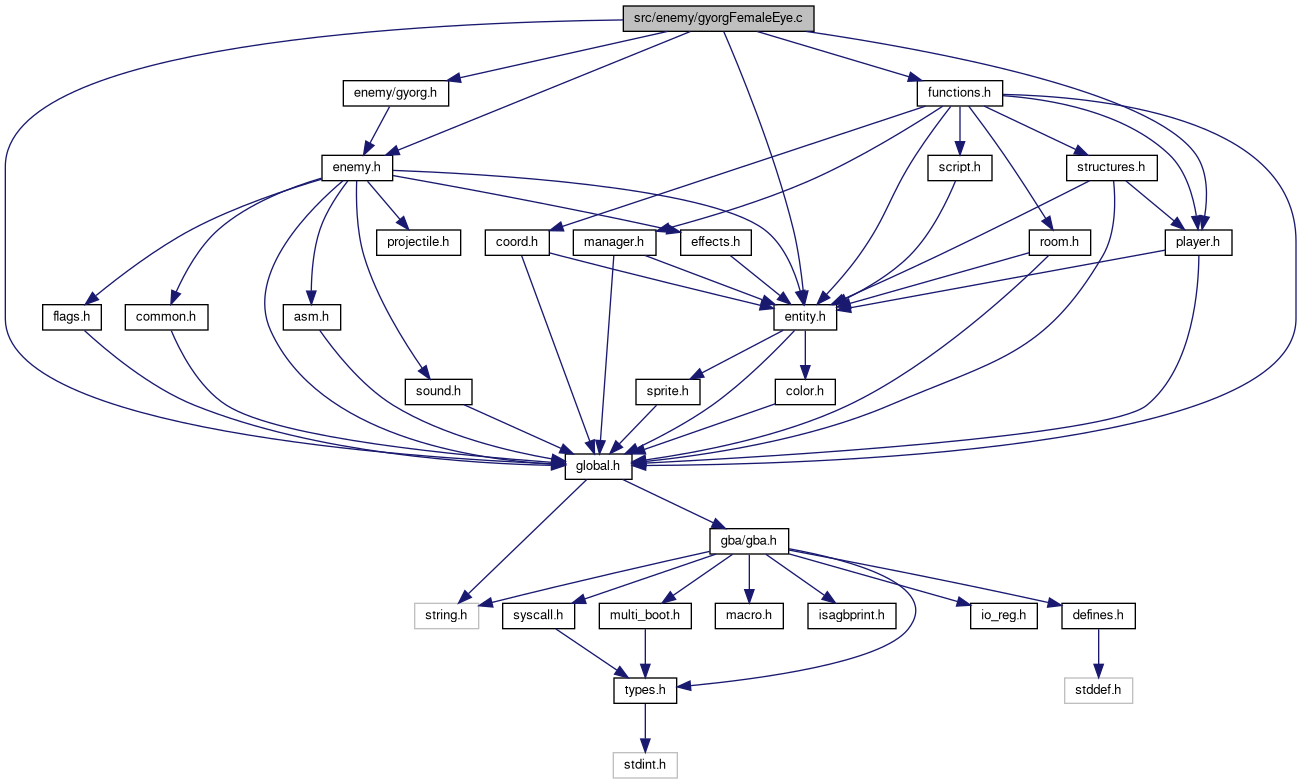 src/enemy/gyorgFemaleEye.c
enemy/gyorg.h
functions.h
enemy.h
script.h
structures.h
projectile.h
coord.h
manager.h
effects.h
room.h
player.h
flags.h
common.h
asm.h
entity.h
sound.h
sprite.h
color.h
global.h
gba/gba.h
string.h
syscall.h
multi_boot.h
macro.h
isagbprint.h
io_reg.h
defines.h
types.h
stddef.h
stdint.h